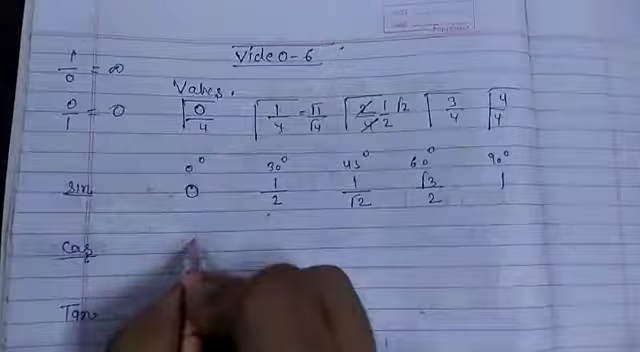 Video-6
1/0 = ∞
Values.
0/1 = 0 √0/4 √1/4 = √1/√4 √2/4 1/2 √2 √3/4 √4/4
0° 30° 45° 60° 90°
Sin 0 1/2 1/√2 √3/2 1
Cos
Tan